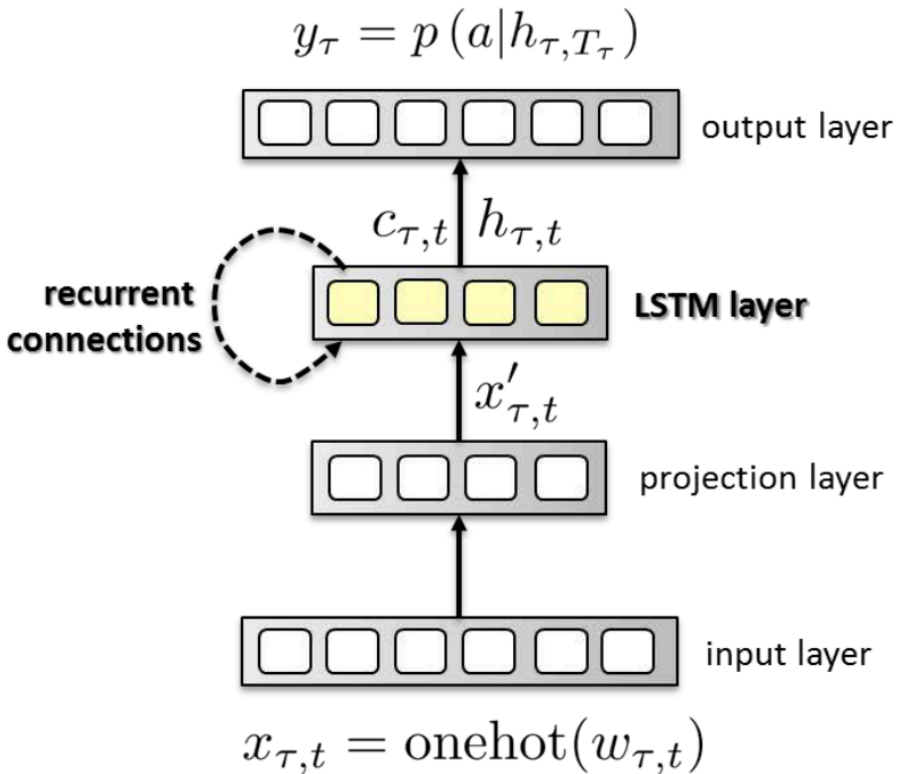 y_τ = p (a|h_{τ,T_τ})
output layer
c_{τ,t} h_{τ,t}
recurrent
connections
LSTM layer
x′_{τ,t}
projection layer
input layer
x_{τ,t} = onehot(w_{τ,t})